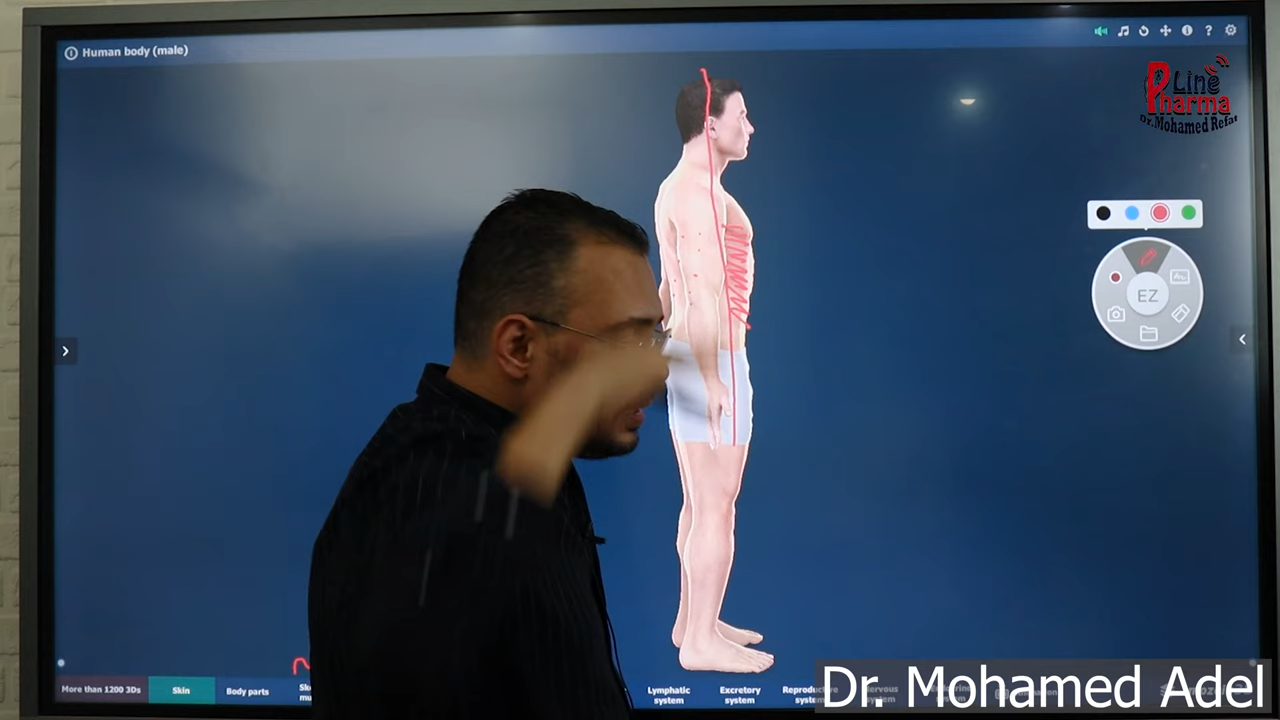 Human body (male)
Line
Pharma
Dr.Mohamed Refat
EZ
More than 1200 3Ds
Skin
Body parts
Lymphatic
system
Excretory
system
Dr. Mohamed Adel